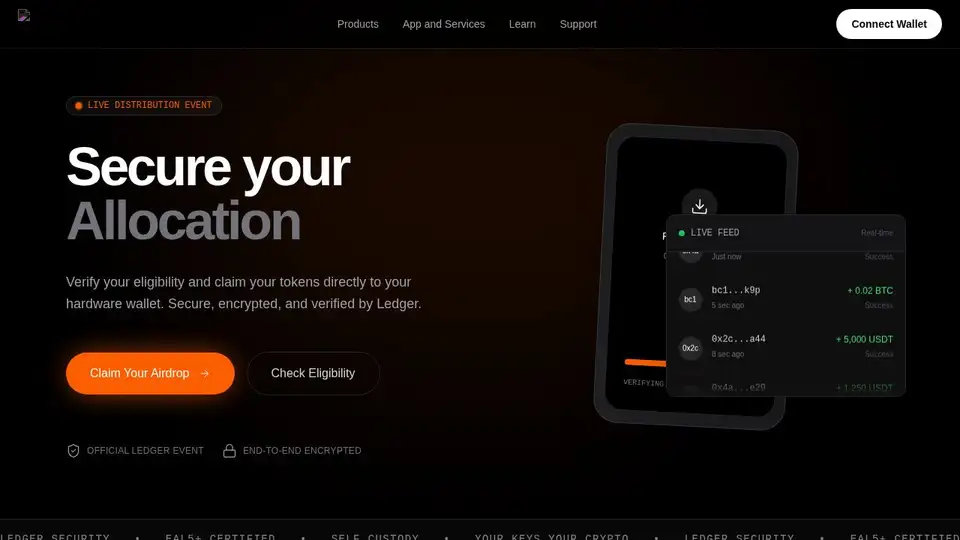 Products
App and Services
Learn
Support
Connect Wallet
LIVE DISTRIBUTION EVENT
Secure your
Allocation
Verify your eligibility and claim your tokens directly to your
hardware wallet. Secure, encrypted, and verified by Ledger.
Claim Your Airdrop →
Check Eligibility
OFFICIAL LEDGER EVENT
END-TO-END ENCRYPTED
LIVE FEED
Real-time
Just now
Success
bc1
bc1...k9p
+ 0.02 BTC
5 sec ago
Success
0x2c
0x2c...a44
+ 5,000 USDT
8 sec ago
Success
0x4a...e29
+ 1,250 USDT
VERIFYING
LEDGER SECURITY • EAL5+ CERTIFIED • SELF CUSTODY • YOUR KEYS YOUR CRYPTO • LEDGER SECURITY • EAL5+ CERTIFIED